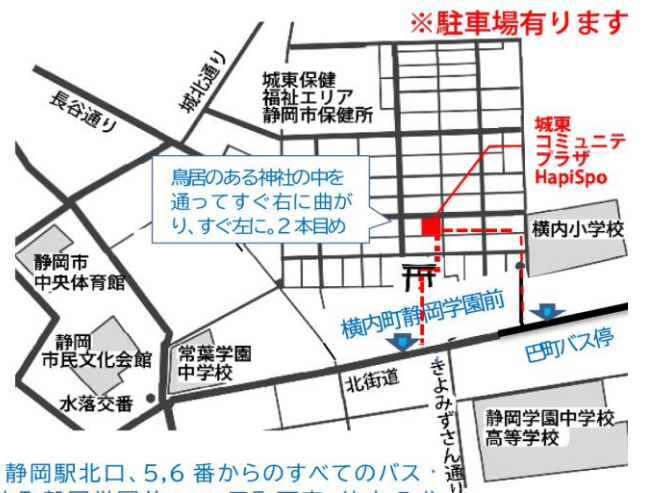 ※駐車場有ります
城北通り
長谷通り
城東保健
福祉エリア
静岡市保健所
城東
コミュニテ
プラザ
HapiSpo
鳥居のある神社の中を
通ってすぐ右に曲が
り、すぐ左に。2本目め
横内小学校
静岡市
中央体育館
横内町静岡学園前
巴町バス停
静岡
市民文化会館
常葉学園
中学校
北街道
きよみずさん通り
水落交番
静岡学園中学校
高等学校
静岡駅北口、5,6番からのすべてのバス・